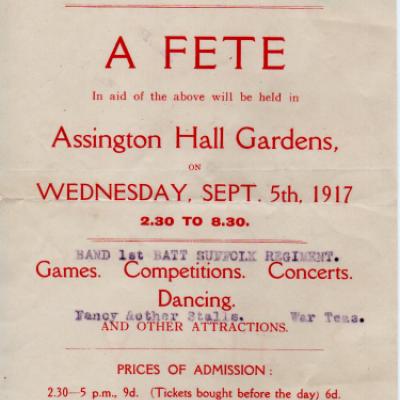 A FETE
In aid of the above will be held in
Assington Hall Gardens,
ON
WEDNESDAY, SEPT. 5th, 1917
2.30 TO 8.30.
BAND 1st BATT SUFFOLK REGIMENT.
Games. Competitions. Concerts.
Dancing.
Fancy &other Stalls. War Teas.
AND OTHER ATTRACTIONS.
PRICES OF ADMISSION :
2.30—5 p.m., 9d. (Tickets bought before the day) 6d.